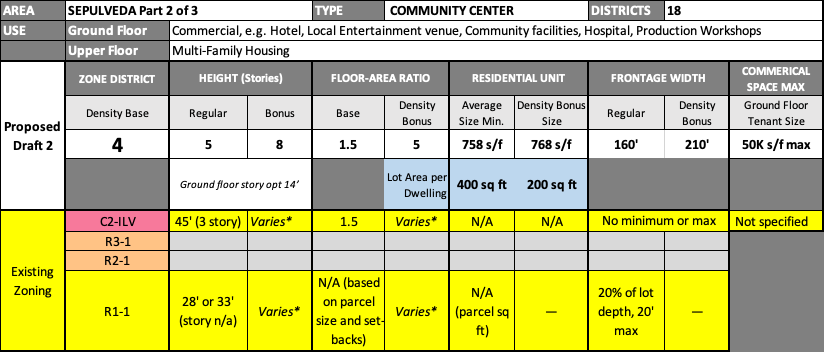 AREA SEPULVEDA Part 2 of 3 TYPE COMMUNITY CENTER DISTRICTS 18
USE Ground Floor Commercial, e.g. Hotel, Local Entertainment venue, Community facilities, Hospital, Production Workshops
Upper Floor Multi-Family Housing
Proposed
Draft 2
ZONE DISTRICT HEIGHT (Stories) FLOOR-AREA RATIO RESIDENTIAL UNIT FRONTAGE WIDTH COMMERICAL
SPACE MAX
Density Base Regular Bonus Base Density
Bonus Average
Size Min. Density Bonus
Size Regular Density
Bonus Ground Floor
Tenant Size
4 5 8 1.5 5 758 s/f 768 s/f 160' 210' 50K s/f max
Ground floor story opt 14’ Lot Area per
Dwelling 400 sq ft 200 sq ft
Existing
Zoning
C2-ILV 45' (3 story) Varies* 1.5 Varies* N/A N/A No minimum or max Not specified
R3-1
R2-1
R1-1 28' or 33'
(story n/a) Varies* N/A (based
on parcel
size and set-
backs) Varies* N/A
(parcel sq
ft) — 20% of lot
depth, 20'
max —